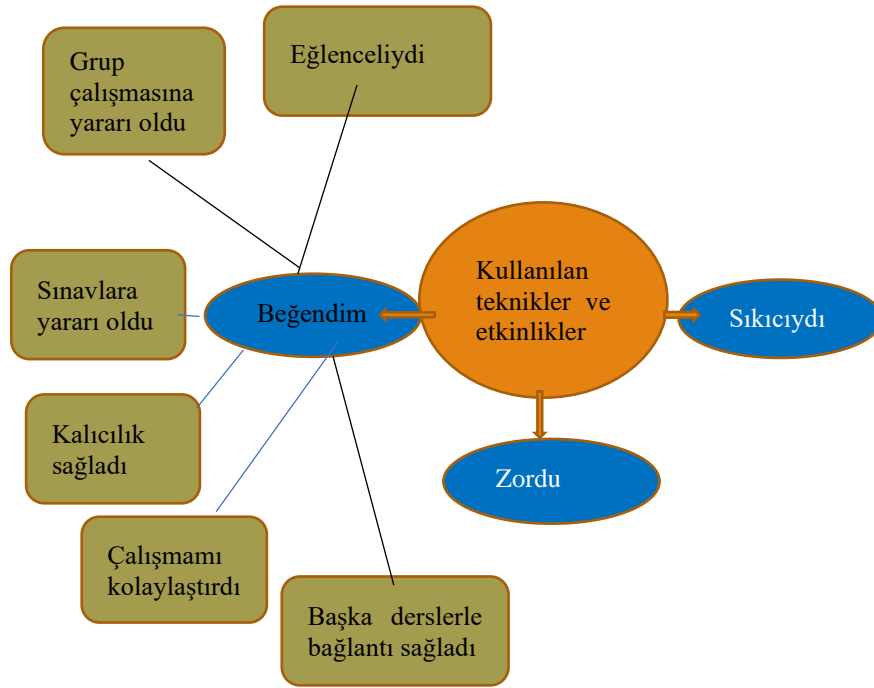 Grup
çalışmasına
yararı oldu
Eğlenceliydi
Kullanılan
teknikler ve
etkinlikler
Sınavlara
yararı oldu
Beğendim
Sıkıcıydı
Kalıcılık
sağladı
Zordu
Çalışmamı
kolaylaştırdı
Başka derslerle
bağlantı sağladı